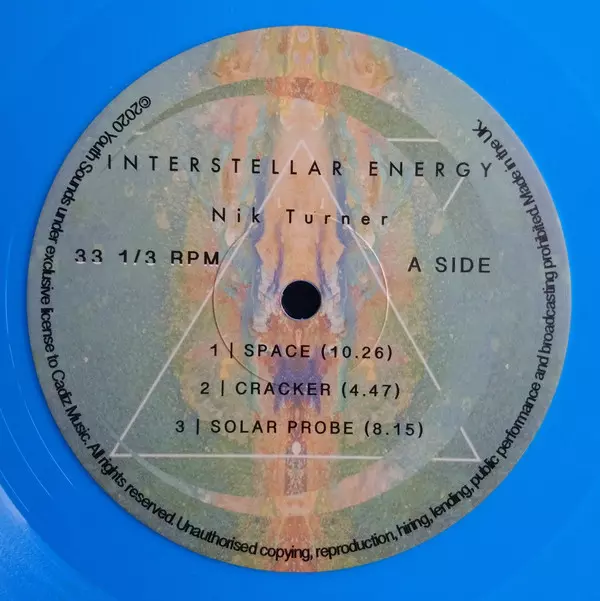 INTERSTELLAR ENERGY
Nik Turner
33 1/3 RPM
A SIDE
1 | SPACE (10.26)
2 | CRACKER (4.47)
3 | SOLAR PROBE (8.15)
©2020 Youth Sounds under exclusive license to Cadiz Music. All rights reserved. Unauthorised copying, reproduction, hiring, lending, public performance and broadcasting prohibited. Made in the UK.